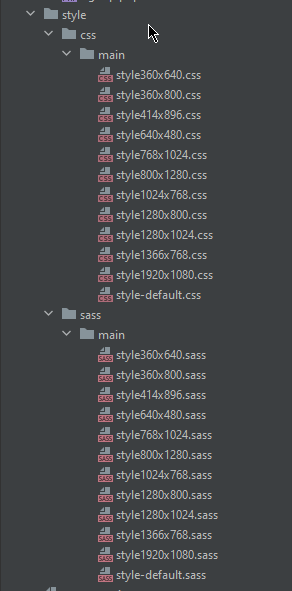 style
css
main
style360x640.css
style360x800.css
style414x896.css
style640x480.css
style768x1024.css
style800x1280.css
style1024x768.css
style1280x800.css
style1280x1024.css
style1366x768.css
style1920x1080.css
style-default.css
sass
main
style360x640.sass
style360x800.sass
style414x896.sass
style640x480.sass
style768x1024.sass
style800x1280.sass
style1024x768.sass
style1280x800.sass
style1280x1024.sass
style1366x768.sass
style1920x1080.sass
style-default.sass